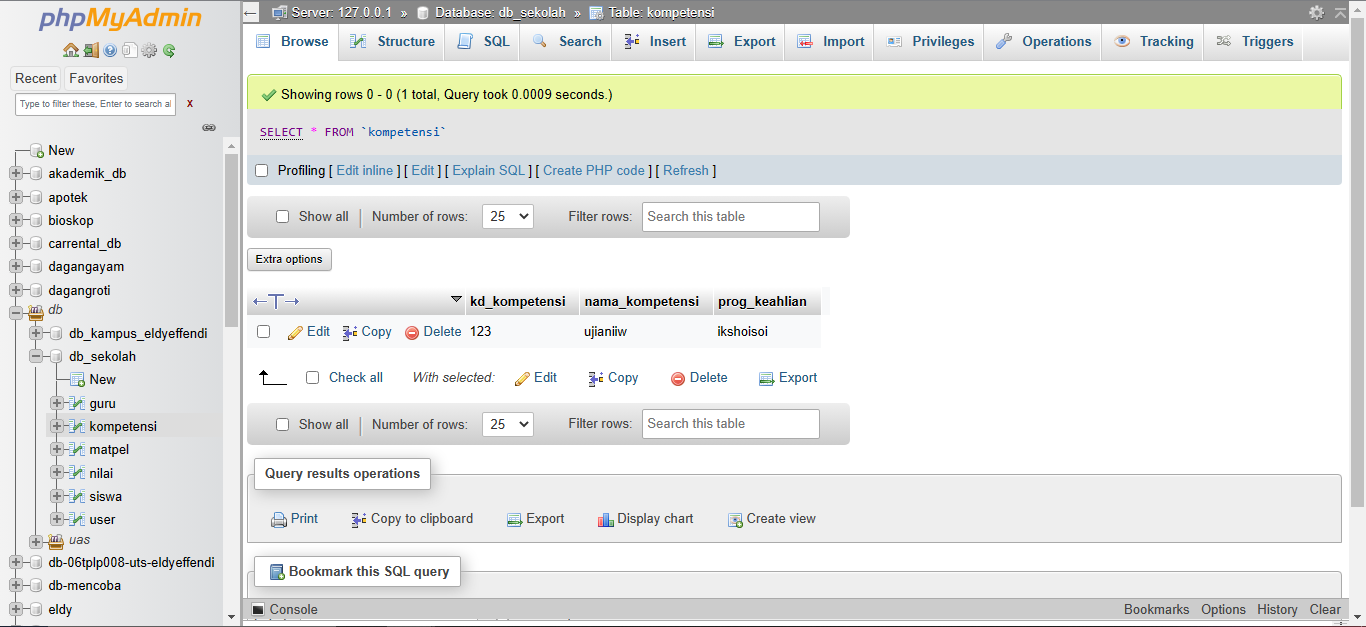 phpMyAdmin
Recent Favorites
Type to filter these, Enter to search al X
New
akademik_db
apotek
bioskop
carrental_db
dagangayam
dagangroti
db
db_kampus_eldyeffendi
db_sekolah
New
guru
kompetensi
matpel
nilai
siswa
user
uas
db-06tplp008-uts-eldyeffendi
db-mencoba
eldy
Server: 127.0.0.1 » Database: db_sekolah » Table: kompetensi
Browse Structure SQL Search Insert Export Import Privileges Operations Tracking Triggers
Showing rows 0 - 0 (1 total, Query took 0.0009 seconds.)
SELECT * FROM `kompetensi`
Profiling [ Edit inline ] [ Edit ] [ Explain SQL ] [ Create PHP code ] [ Refresh ]
Show all Number of rows: 25 Filter rows: Search this table
Extra options
←T→ kd_kompetensi nama_kompetensi prog_keahlian
Edit Copy Delete 123 ujianiiw ikshoisoi
Check all With selected: Edit Copy Delete Export
Show all Number of rows: 25 Filter rows: Search this table
Query results operations
Print Copy to clipboard Export Display chart Create view
Bookmark this SQL query
Console Bookmarks Options History Clear